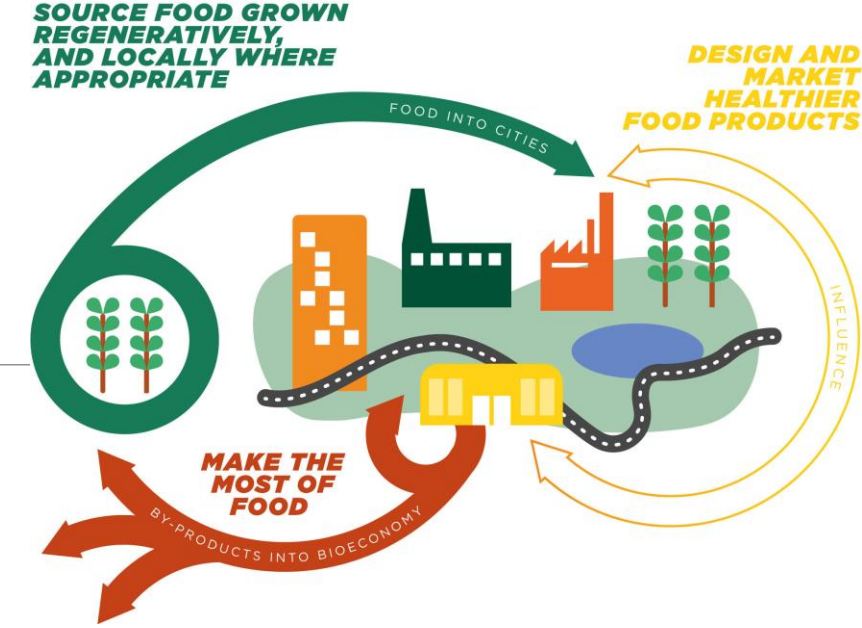 SOURCE FOOD GROWN
REGENERATIVELY,
AND LOCALLY WHERE
APPROPRIATE
DESIGN AND
MARKET
HEALTHIER
FOOD PRODUCTS
FOOD INTO CITIES
INFLUENCE
MAKE THE
MOST OF
FOOD
BY-PRODUCTS INTO BIOECONOMY